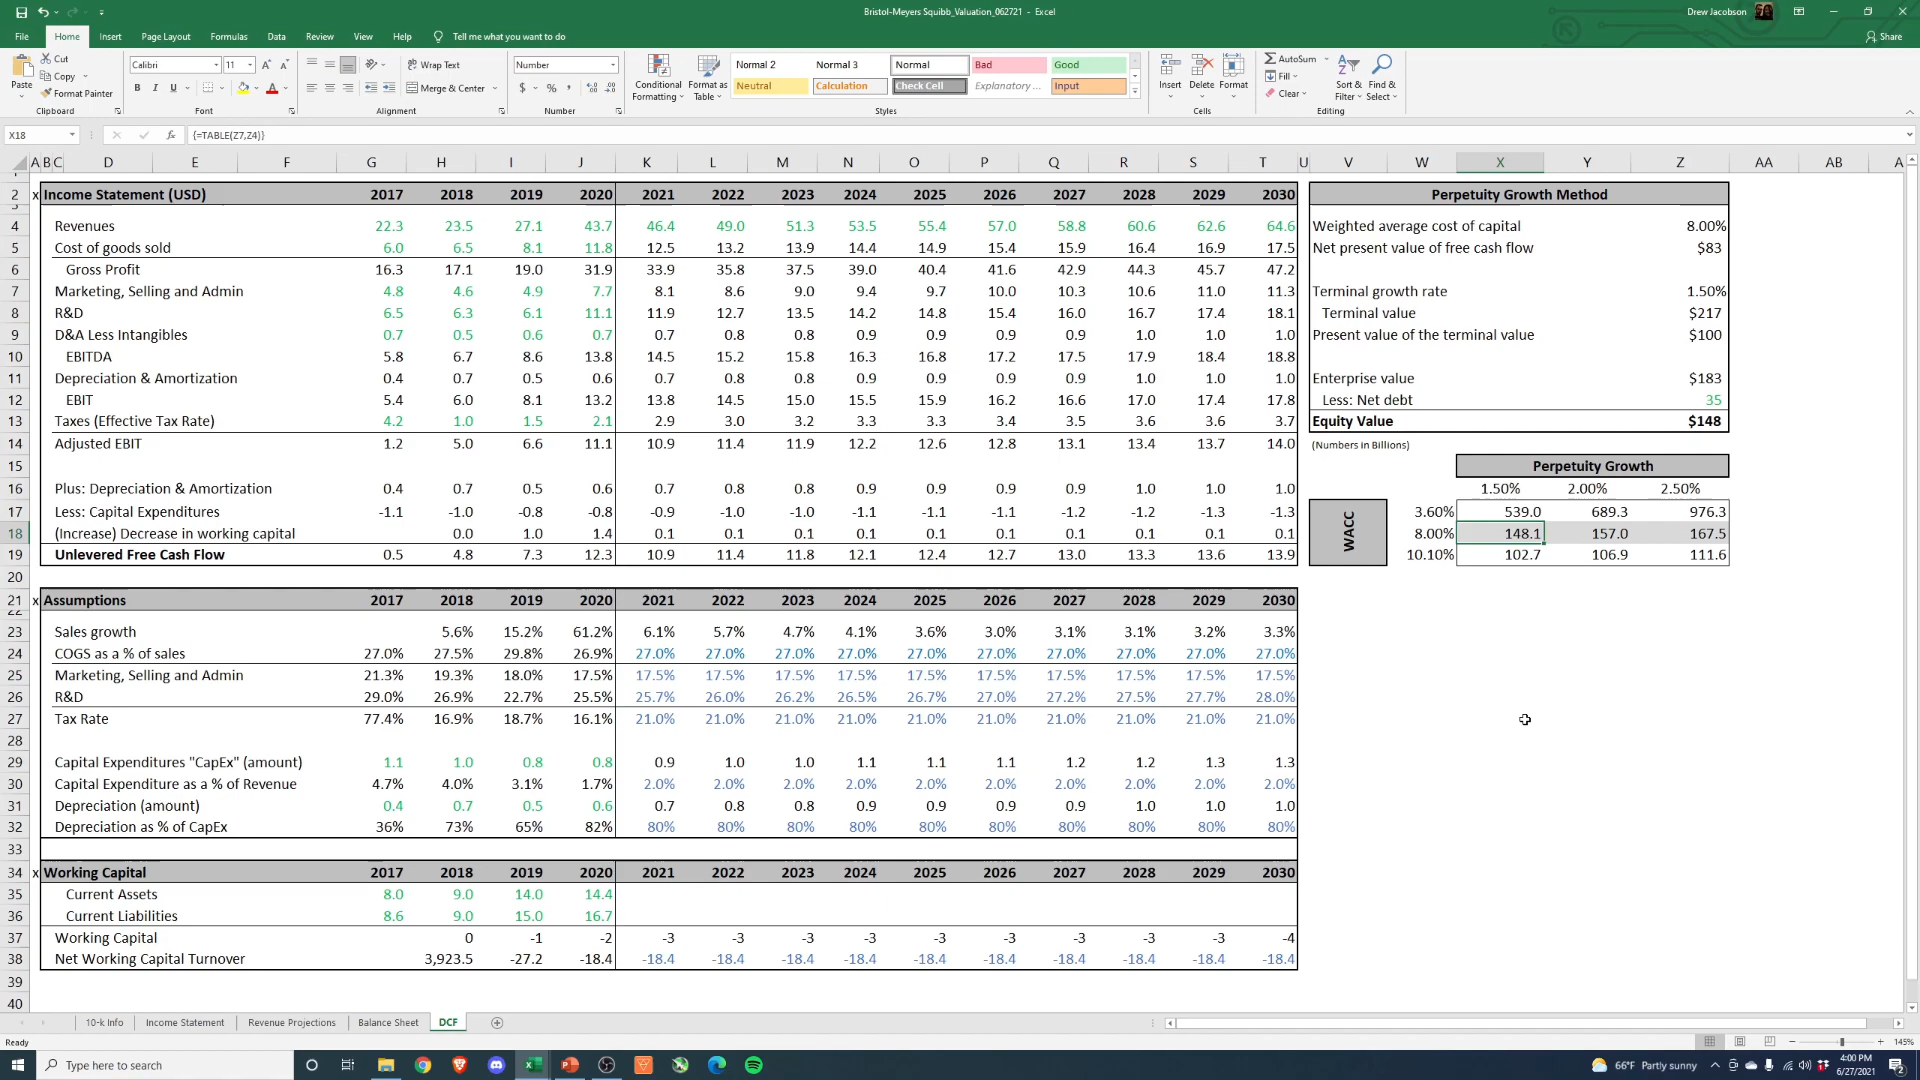 Bristol-Meyers Squibb_Valuation_062721 - Excel
Drew Jacobson
File Home Insert Page Layout Formulas Data Review View Help Tell me what you want to do Share
Paste Cut Copy Format Painter
Calibri 11 A A B I U A
Wrap Text Merge & Center
Number $ % ,
Conditional Formatting Format as Table
Normal 2 Normal 3 Normal Bad Good
Neutral Calculation Check Cell Explanatory ... Input
Insert Delete Format
AutoSum Fill Clear Sort & Filter Find & Select
Clipboard Font Alignment Number Styles Cells Editing
X18 fx {=TABLE(Z7,Z4)}
A B C D E F G H I J K L M N O P Q R S T U V W X Y Z AA AB A
2 x Income Statement (USD) 2017 2018 2019 2020 2021 2022 2023 2024 2025 2026 2027 2028 2029 2030 Perpetuity Growth Method
4 Revenues 22.3 23.5 27.1 43.7 46.4 49.0 51.3 53.5 55.4 57.0 58.8 60.6 62.6 64.6 Weighted average cost of capital 8.00%
5 Cost of goods sold 6.0 6.5 8.1 11.8 12.5 13.2 13.9 14.4 14.9 15.4 15.9 16.4 16.9 17.5 Net present value of free cash flow $83
6 Gross Profit 16.3 17.1 19.0 31.9 33.9 35.8 37.5 39.0 40.4 41.6 42.9 44.3 45.7 47.2
7 Marketing, Selling and Admin 4.8 4.6 4.9 7.7 8.1 8.6 9.0 9.4 9.7 10.0 10.3 10.6 11.0 11.3 Terminal growth rate 1.50%
8 R&D 6.5 6.3 6.1 11.1 11.9 12.7 13.5 14.2 14.8 15.4 16.0 16.7 17.4 18.1 Terminal value $217
9 D&A Less Intangibles 0.7 0.5 0.6 0.7 0.7 0.8 0.8 0.9 0.9 0.9 0.9 1.0 1.0 1.0 Present value of the terminal value $100
10 EBITDA 5.8 6.7 8.6 13.8 14.5 15.2 15.8 16.3 16.8 17.2 17.5 17.9 18.4 18.8
11 Depreciation & Amortization 0.4 0.7 0.5 0.6 0.7 0.8 0.8 0.9 0.9 0.9 0.9 1.0 1.0 1.0 Enterprise value $183
12 EBIT 5.4 6.0 8.1 13.2 13.8 14.5 15.0 15.5 15.9 16.2 16.6 17.0 17.4 17.8 Less: Net debt 35
13 Taxes (Effective Tax Rate) 4.2 1.0 1.5 2.1 2.9 3.0 3.2 3.3 3.3 3.4 3.5 3.6 3.6 3.7 Equity Value $148
14 Adjusted EBIT 1.2 5.0 6.6 11.1 10.9 11.4 11.9 12.2 12.6 12.8 13.1 13.4 13.7 14.0 (Numbers in Billions)
15 Perpetuity Growth
16 Plus: Depreciation & Amortization 0.4 0.7 0.5 0.6 0.7 0.8 0.8 0.9 0.9 0.9 0.9 1.0 1.0 1.0 1.50% 2.00% 2.50%
17 Less: Capital Expenditures -1.1 -1.0 -0.8 -0.8 -0.9 -1.0 -1.0 -1.1 -1.1 -1.1 -1.2 -1.2 -1.3 -1.3 3.60% 539.0 689.3 976.3
18 (Increase) Decrease in working capital 0.0 1.0 1.4 0.1 0.1 0.1 0.1 0.1 0.1 0.1 0.1 0.1 0.1 WACC 8.00% 148.1 157.0 167.5
19 Unlevered Free Cash Flow 0.5 4.8 7.3 12.3 10.9 11.4 11.8 12.1 12.4 12.7 13.0 13.3 13.6 13.9 10.10% 102.7 106.9 111.6
20
21 x Assumptions 2017 2018 2019 2020 2021 2022 2023 2024 2025 2026 2027 2028 2029 2030
23 Sales growth 5.6% 15.2% 61.2% 6.1% 5.7% 4.7% 4.1% 3.6% 3.0% 3.1% 3.1% 3.2% 3.3%
24 COGS as a % of sales 27.0% 27.5% 29.8% 26.9% 27.0% 27.0% 27.0% 27.0% 27.0% 27.0% 27.0% 27.0% 27.0% 27.0%
25 Marketing, Selling and Admin 21.3% 19.3% 18.0% 17.5% 17.5% 17.5% 17.5% 17.5% 17.5% 17.5% 17.5% 17.5% 17.5% 17.5%
26 R&D 29.0% 26.9% 22.7% 25.5% 25.7% 26.0% 26.2% 26.5% 26.7% 27.0% 27.2% 27.5% 27.7% 28.0%
27 Tax Rate 77.4% 16.9% 18.7% 16.1% 21.0% 21.0% 21.0% 21.0% 21.0% 21.0% 21.0% 21.0% 21.0% 21.0%
28
29 Capital Expenditures "CapEx" (amount) 1.1 1.0 0.8 0.8 0.9 1.0 1.0 1.1 1.1 1.1 1.2 1.2 1.3 1.3
30 Capital Expenditure as a % of Revenue 4.7% 4.0% 3.1% 1.7% 2.0% 2.0% 2.0% 2.0% 2.0% 2.0% 2.0% 2.0% 2.0% 2.0%
31 Depreciation (amount) 0.4 0.7 0.5 0.6 0.7 0.8 0.8 0.9 0.9 0.9 0.9 1.0 1.0 1.0
32 Depreciation as % of CapEx 36% 73% 65% 82% 80% 80% 80% 80% 80% 80% 80% 80% 80% 80%
33
34 x Working Capital 2017 2018 2019 2020 2021 2022 2023 2024 2025 2026 2027 2028 2029 2030
35 Current Assets 8.0 9.0 14.0 14.4
36 Current Liabilities 8.6 9.0 15.0 16.7
37 Working Capital 0 -1 -2 -3 -3 -3 -3 -3 -3 -3 -3 -3 -4
38 Net Working Capital Turnover 3,923.5 -27.2 -18.4 -18.4 -18.4 -18.4 -18.4 -18.4 -18.4 -18.4 -18.4 -18.4 -18.4
39
40
10-k Info Income Statement Revenue Projections Balance Sheet DCF
Ready 145%
Type here to search 66°F Partly sunny 4:00 PM
6/27/2021